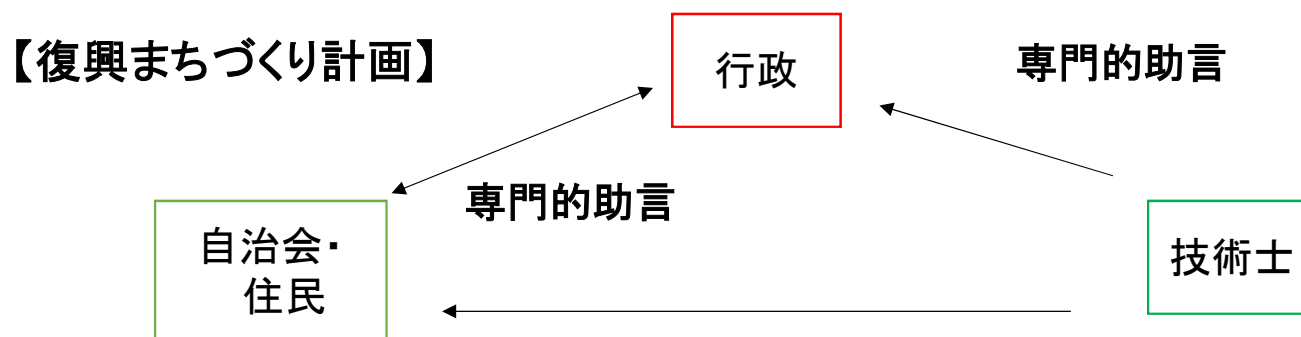 【復興まちづくり計画】
行政
専門的助言
専門的助言
自治会・
住民
技術士